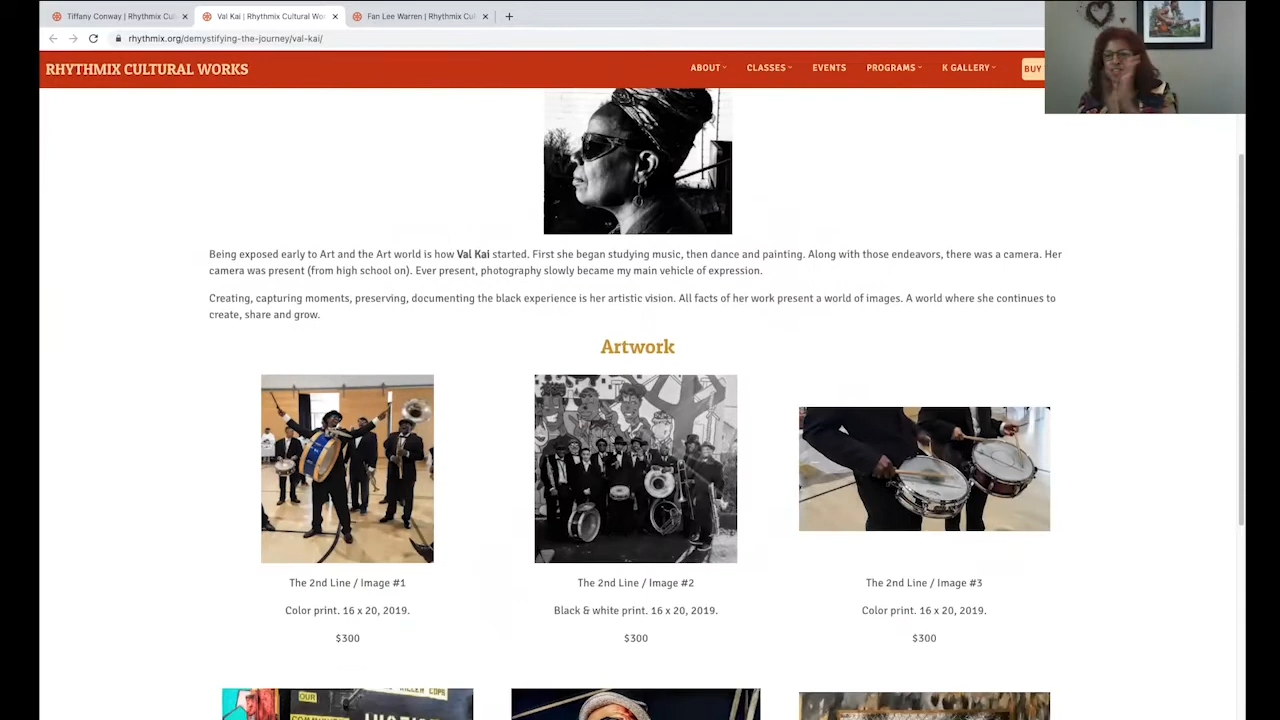 Tiffany Conway | Rhythmix Cul
Val Kai | Rhythmix Cultural Wor
Fan Lee Warren | Rhythmix Cul
rhythmix.org/demystifying-the-journey/val-kai/
RHYTHMIX CULTURAL WORKS
ABOUT CLASSES EVENTS PROGRAMS K GALLERY BUY
Being exposed early to Art and the Art world is how Val Kai started. First she began studying music, then dance and painting. Along with those endeavors, there was a camera. Her
camera was present (from high school on). Ever present, photography slowly became my main vehicle of expression.
Creating, capturing moments, preserving, documenting the black experience is her artistic vision. All facts of her work present a world of images. A world where she continues to
create, share and grow.
Artwork
The 2nd Line / Image #1
Color print. 16 x 20, 2019.
$300
The 2nd Line / Image #2
Black & white print. 16 x 20, 2019.
$300
The 2nd Line / Image #3
Color print. 16 x 20, 2019.
$300
OUR
KILLER COPS